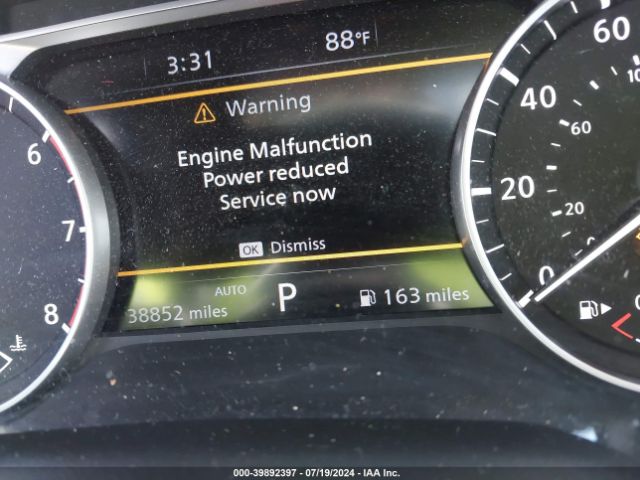 3:31 88°F
Warning
Engine Malfunction
Power reduced
Service now
OK Dismiss
AUTO
38852 miles P 163 miles
6
7
8
60
40
20
0
60
20
0
000-39892397 - 07/19/2024 - IAA Inc.